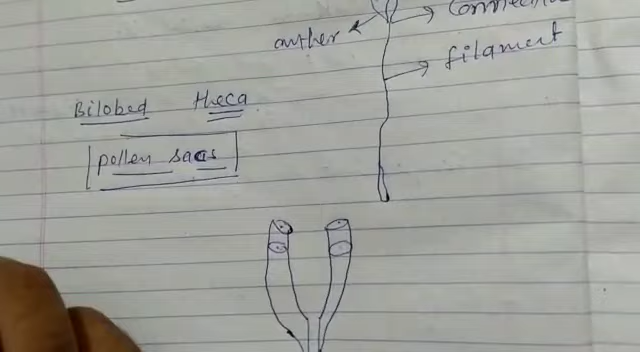 anther
filament
Bilobed theca
pollen sacs